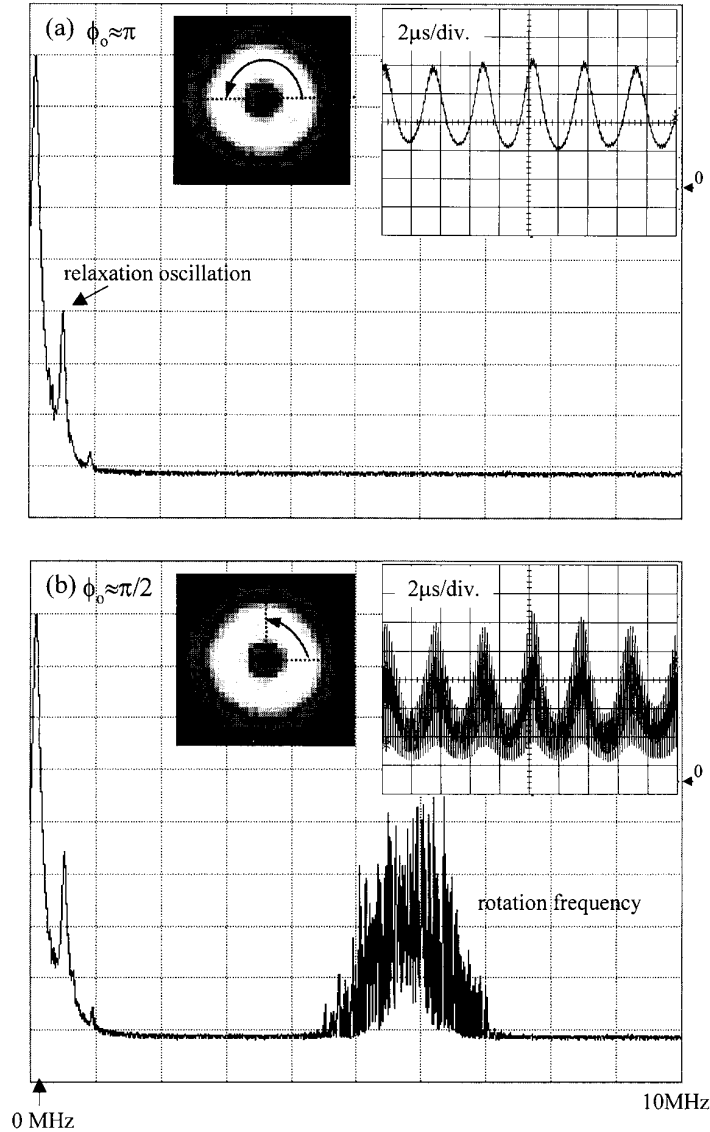 (a) ϕo≈π
2μs/div.
0
relaxation oscillation
(b) ϕo≈π/2
2μs/div.
0
rotation frequency
0 MHz
10MHz